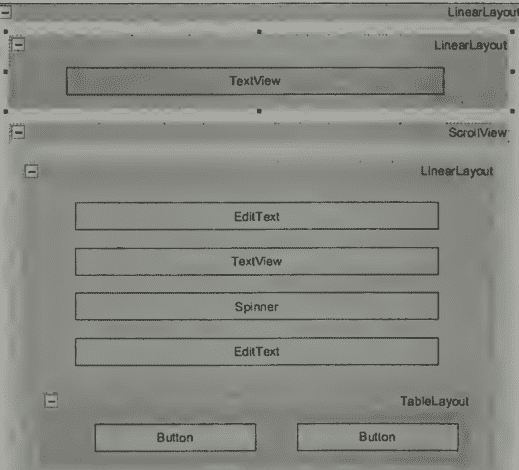 LinearLayout
LinearLayout
TextView
ScrollView
LinearLayout
EditText
TextView
Spinner
EditText
TableLayout
Button Button